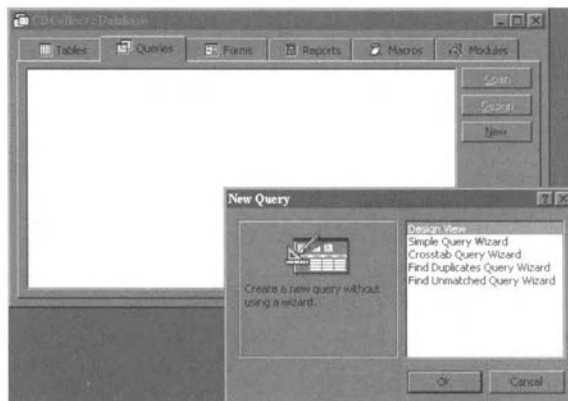 CDCollect : Database
Tables Queries Forms Reports Macros Modules
Open
Design
New
New Query
Create a new query without
using a wizard.
Design View
Simple Query Wizard
Crosstab Query Wizard
Find Duplicates Query Wizard
Find Unmatched Query Wizard
OK Cancel